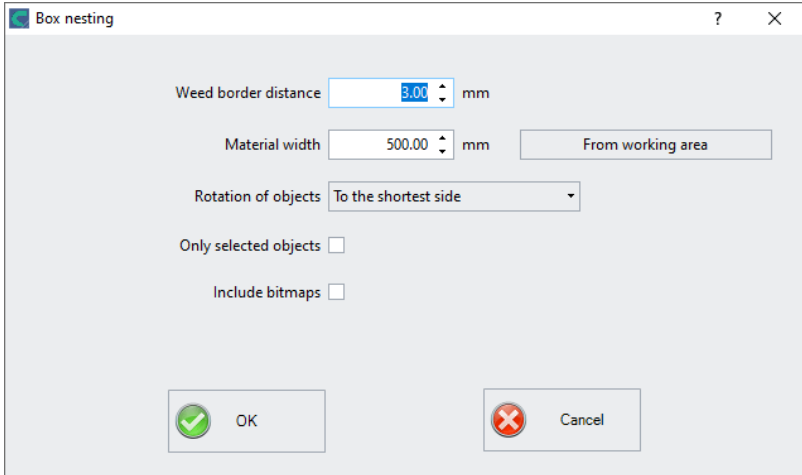 Box nesting ?
Weed border distance 3.00 mm
Material width 500.00 mm From working area
Rotation of objects To the shortest side
Only selected objects
Include bitmaps
OK Cancel